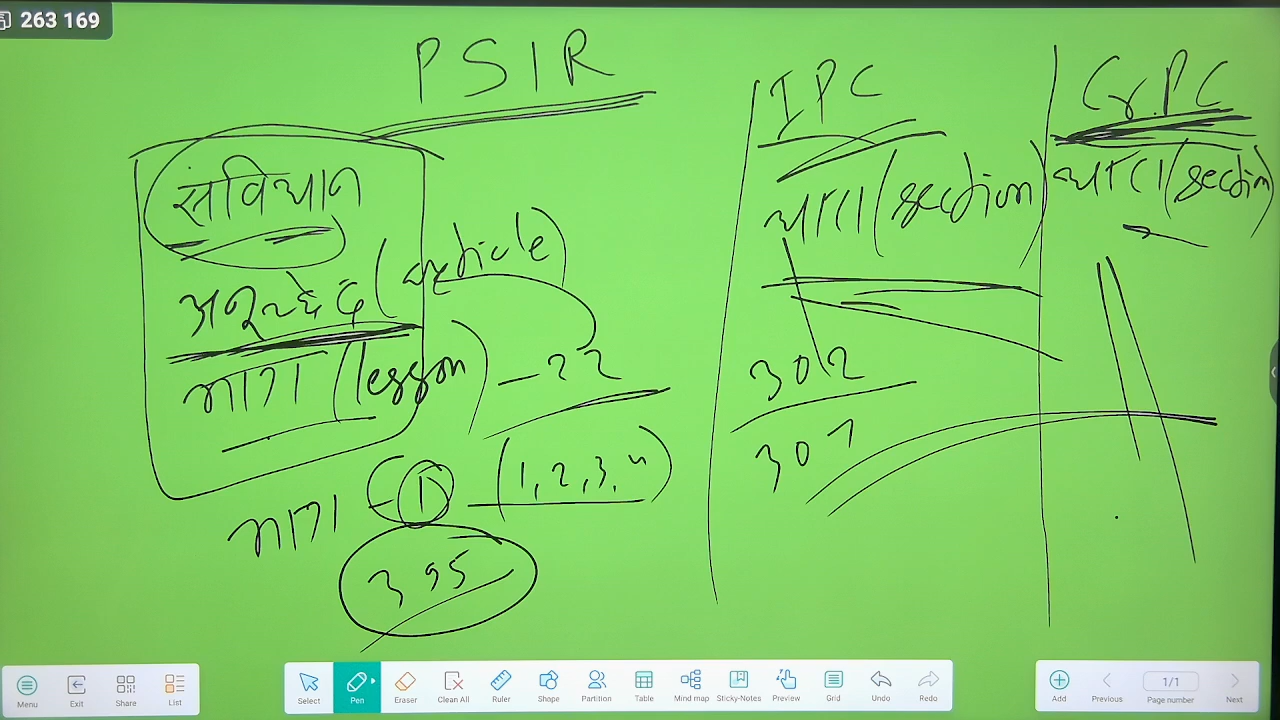 263 169
PSIR
संविधान
अनुच्छेद (article)
भाग (lesson) – 22
भाग – 1 – (1, 2, 3, 4)
395
IPC
धारा (section)
302
307
Cr.PC
धारा (section)
Menu
Exit
Share
List
Select
Pen
Eraser
Clean All
Ruler
Shape
Partition
Table
Mind map
Sticky-Notes
Preview
Grid
Undo
Redo
Add
Previous
1/1
Page number
Next